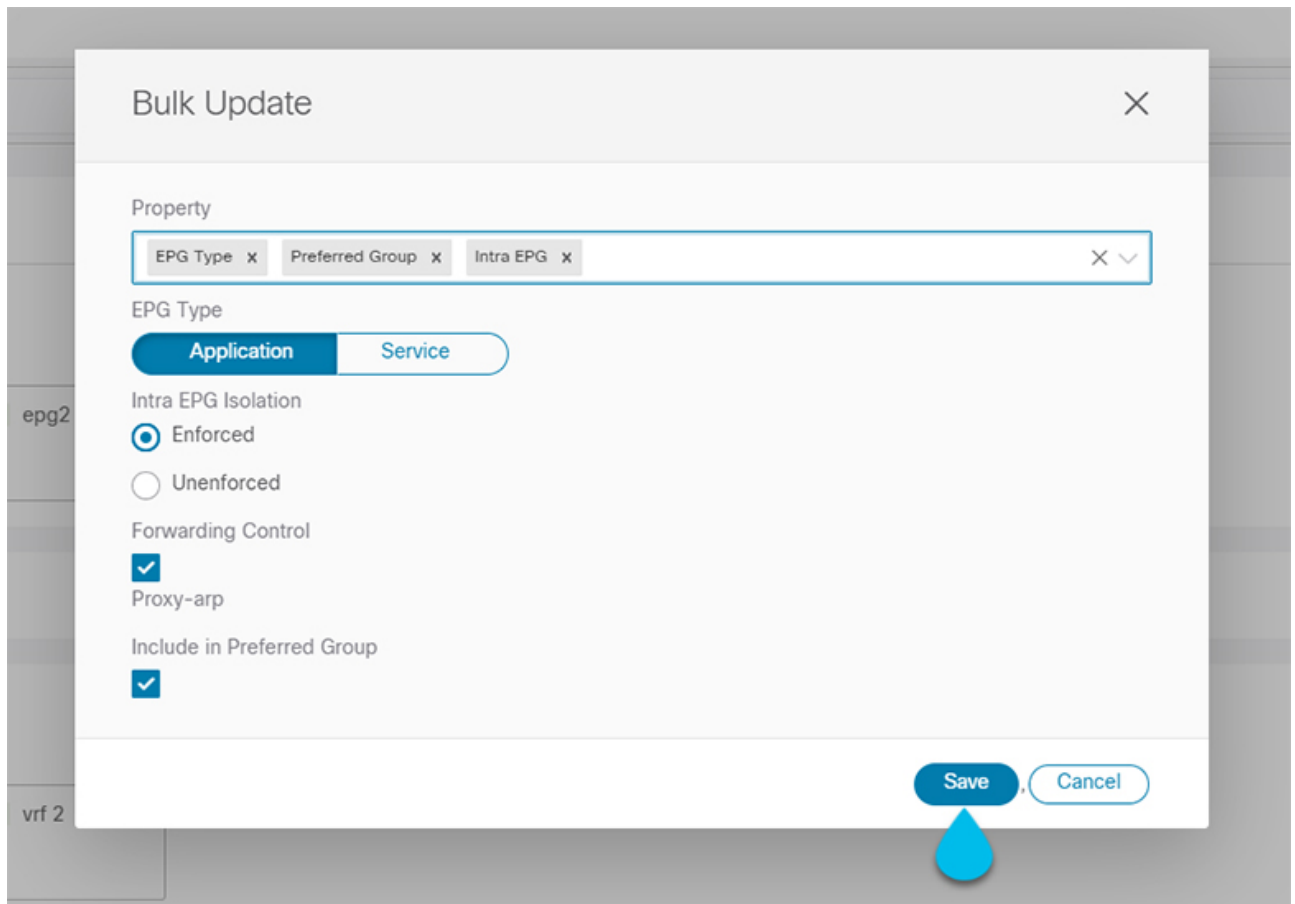 Bulk Update
Property
EPG Type x Preferred Group x Intra EPG x
EPG Type
Application Service
Intra EPG Isolation
Enforced
epg2
Unenforced
Forwarding Control
Proxy-arp
Include in Preferred Group
Save , Cancel
vrf 2